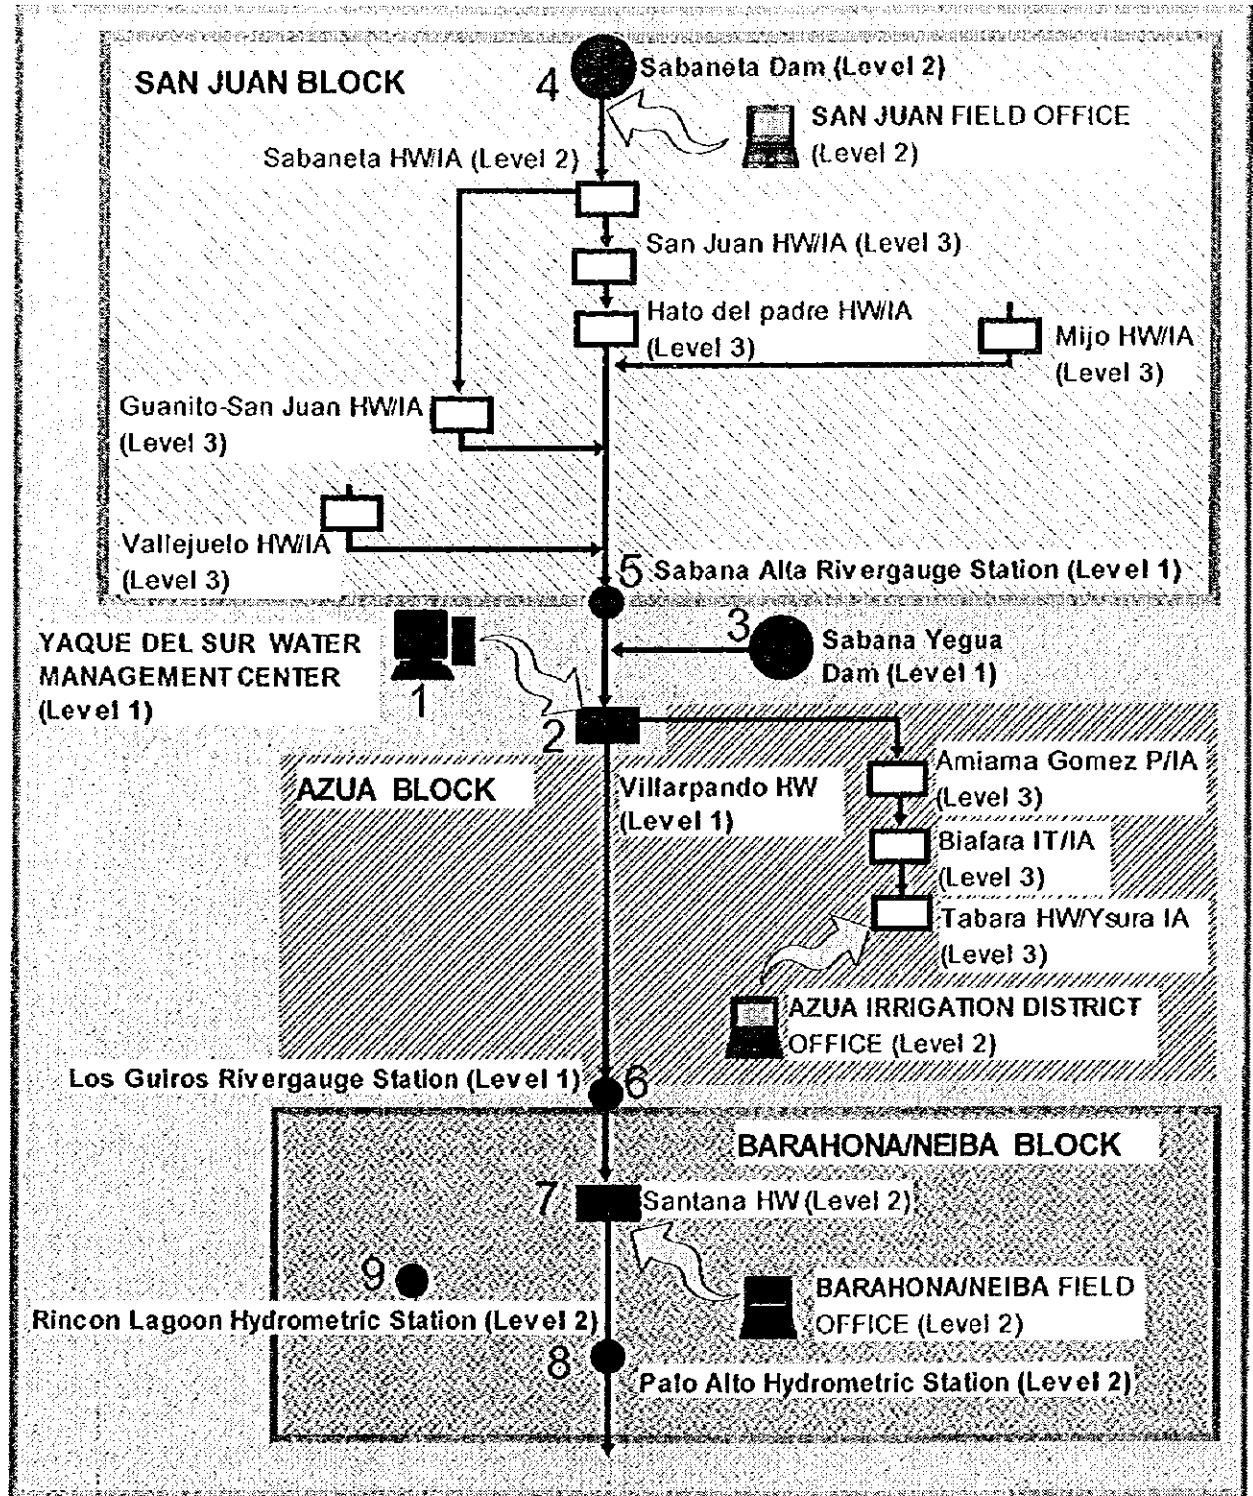 SAN JUAN BLOCK
4
Sabaneta Dam (Level 2)
SAN JUAN FIELD OFFICE
(Level 2)
Sabaneta HW/IA (Level 2)
San Juan HW/IA (Level 3)
Hato del padre HW/IA
(Level 3)
Mijo HW/IA
(Level 3)
Guanito-San Juan HW/IA
(Level 3)
Vallejuelo HW/IA
(Level 3)
5
Sabana Alta Rivergauge Station (Level 1)
YAQUE DEL SUR WATER
MANAGEMENT CENTER
(Level 1)
1
3
Sabana Yegua
Dam (Level 1)
2
AZUA BLOCK
Villarpando HW
(Level 1)
Amiama Gomez P/IA
(Level 3)
Biafara IT/IA
(Level 3)
Tabara HW/Ysura IA
(Level 3)
AZUA IRRIGATION DISTRICT
OFFICE (Level 2)
Los Guiros Rivergauge Station (Level 1)
6
BARAHONA/NEIBA BLOCK
7
Santana HW (Level 2)
9
BARAHONA/NEIBA FIELD
OFFICE (Level 2)
Rincon Lagoon Hydrometric Station (Level 2)
8
Palo Alto Hydrometric Station (Level 2)